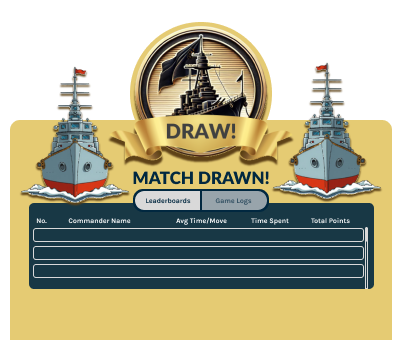 DRAW!
MATCH DRAWN!
Leaderboards Game Logs
No. Commander Name Avg Time/Move Time Spent Total Points